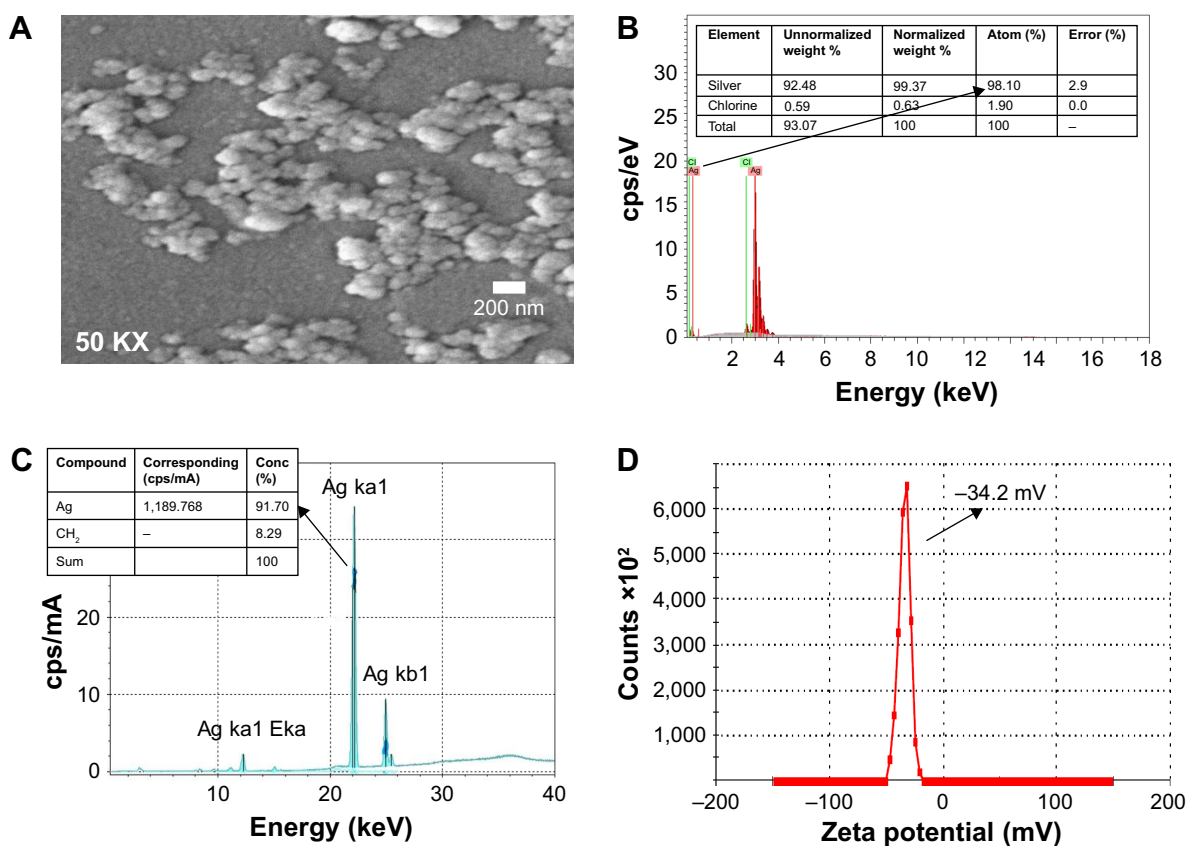 A
200 nm
50 KX
B
Element Unnormalized weight % Normalized weight % Atom (%) Error (%)
Silver 92.48 99.37 98.10 2.9
Chlorine 0.59 0.63 1.90 0.0
Total 93.07 100 100 –
cps/eV
30
25
20
15
10
5
0
Cl
Ag
Cl
Ag
2 4 6 8 10 12 14 16 18
Energy (keV)
C
Compound Corresponding (cps/mA) Conc (%)
Ag 1,189.768 91.70
CH₂ – 8.29
Sum 100
Ag ka1
Ag kb1
Ag ka1 Eka
cps/mA
20
10
0
10 20 30 40
Energy (keV)
D
–34.2 mV
Counts ×10²
6,000
5,000
4,000
3,000
2,000
1,000
0
–200 –100 0 100 200
Zeta potential (mV)